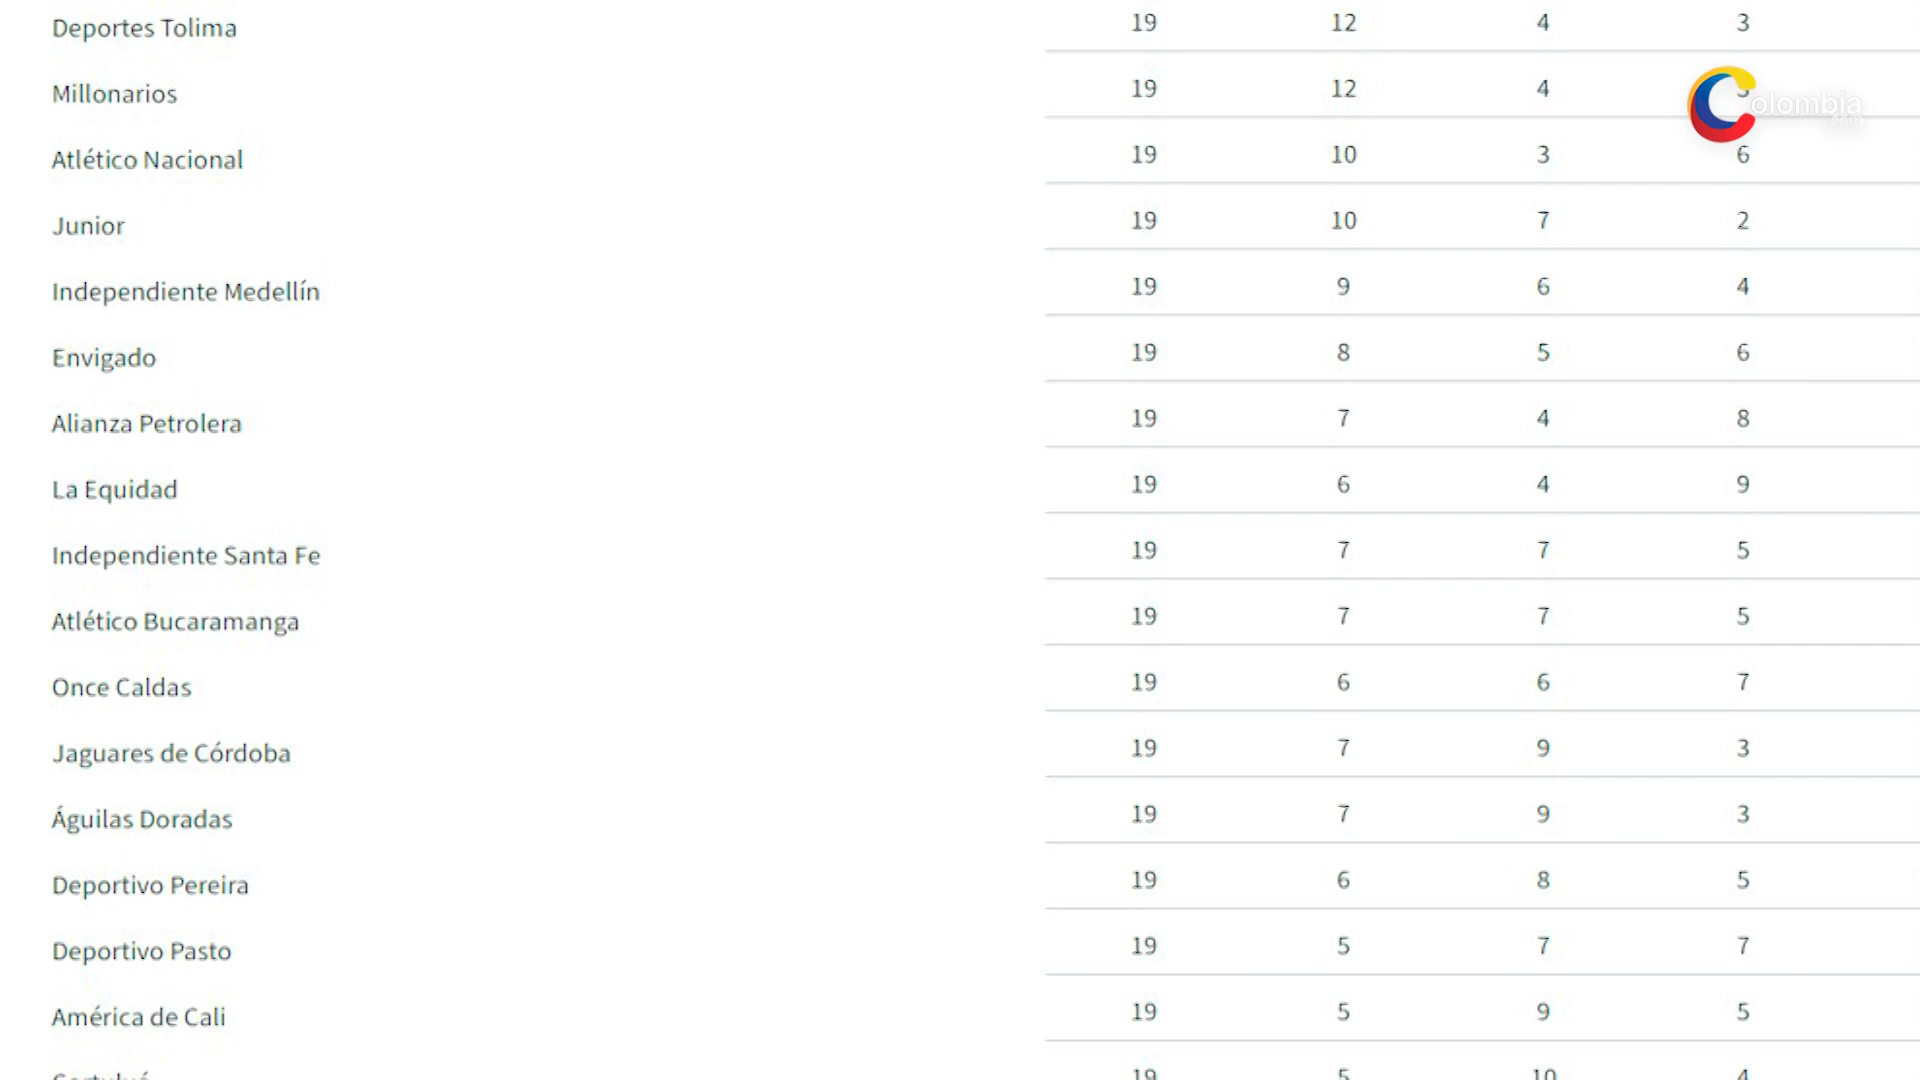 Deportes Tolima 19 12 4 3
Millonarios 19 12 4 3
Colombia
.com
Atlético Nacional 19 10 3 6
Junior 19 10 7 2
Independiente Medellín 19 9 6 4
Envigado 19 8 5 6
Alianza Petrolera 19 7 4 8
La Equidad 19 6 4 9
Independiente Santa Fe 19 7 7 5
Atlético Bucaramanga 19 7 7 5
Once Caldas 19 6 6 7
Jaguares de Córdoba 19 7 9 3
Águilas Doradas 19 7 9 3
Deportivo Pereira 19 6 8 5
Deportivo Pasto 19 5 7 7
América de Cali 19 5 9 5
19 5 10 4